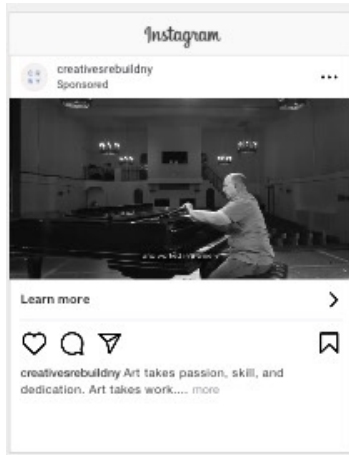 Instagram
creativesrebuildny
Sponsored
Learn more
creativesrebuildny Art takes passion, skill, and
dedication. Art takes work.... more